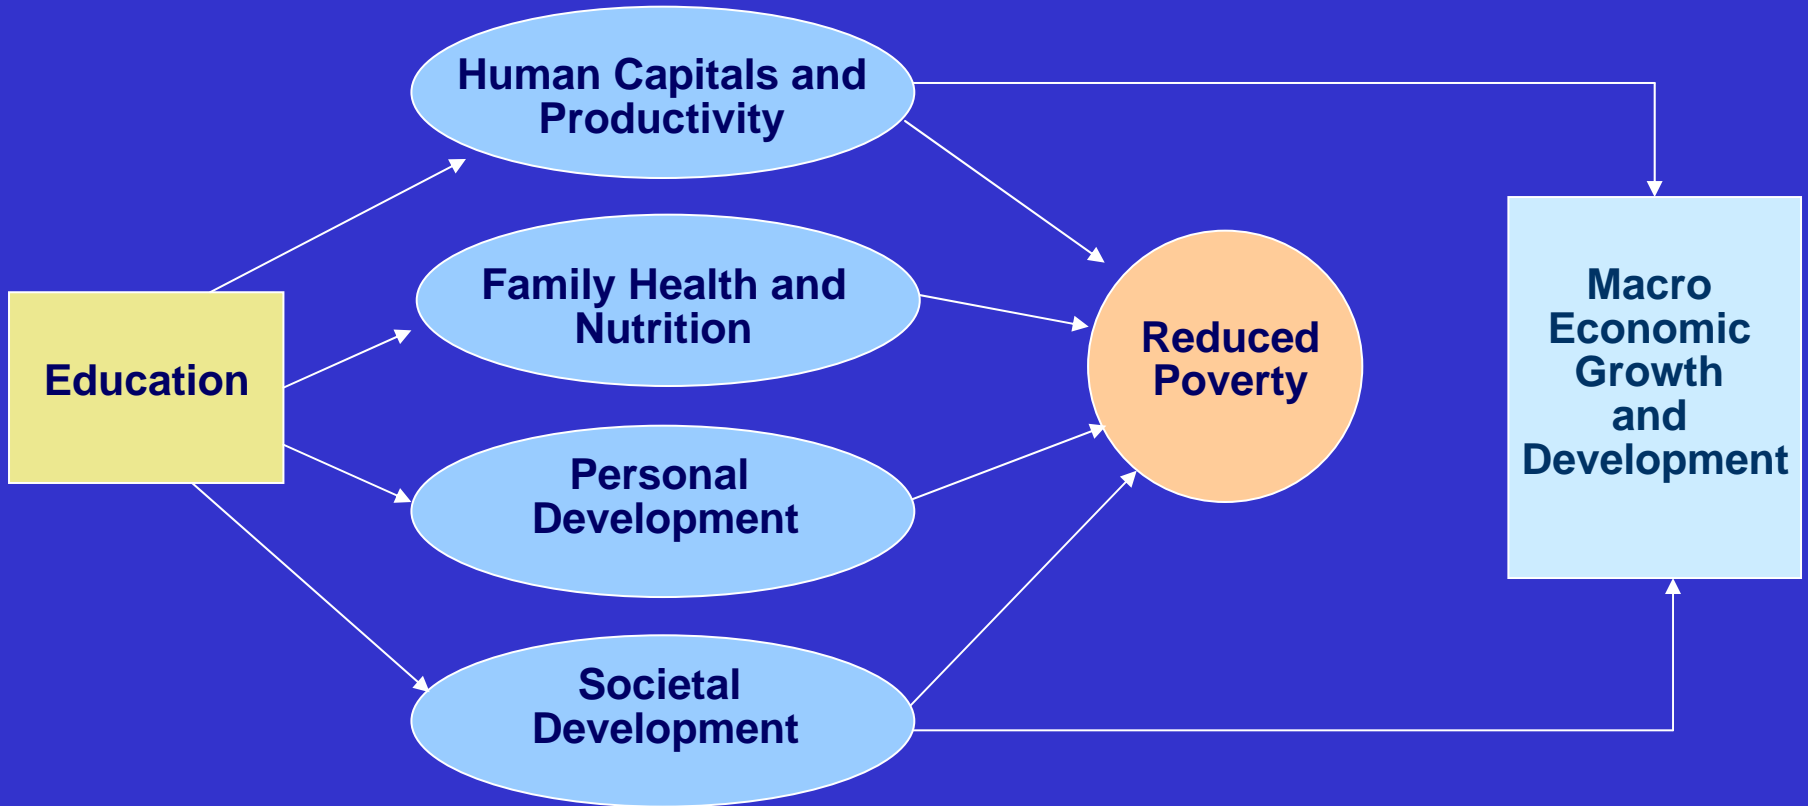 Human Capitals and
Productivity
Family Health and
Nutrition
Education
Personal
Development
Societal
Development
Reduced
Poverty
Macro
Economic
Growth
and
Development